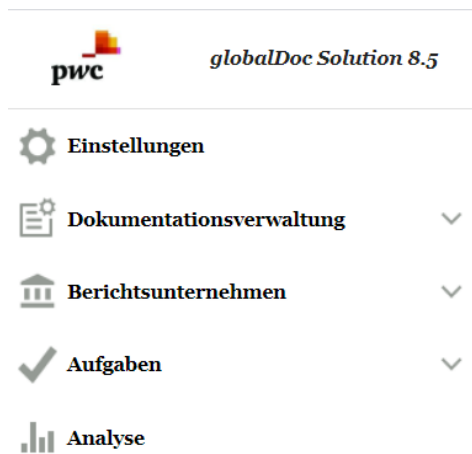 pwc
globalDoc Solution 8.5
Einstellungen
Dokumentationsverwaltung
Berichtsunternehmen
Aufgaben
Analyse